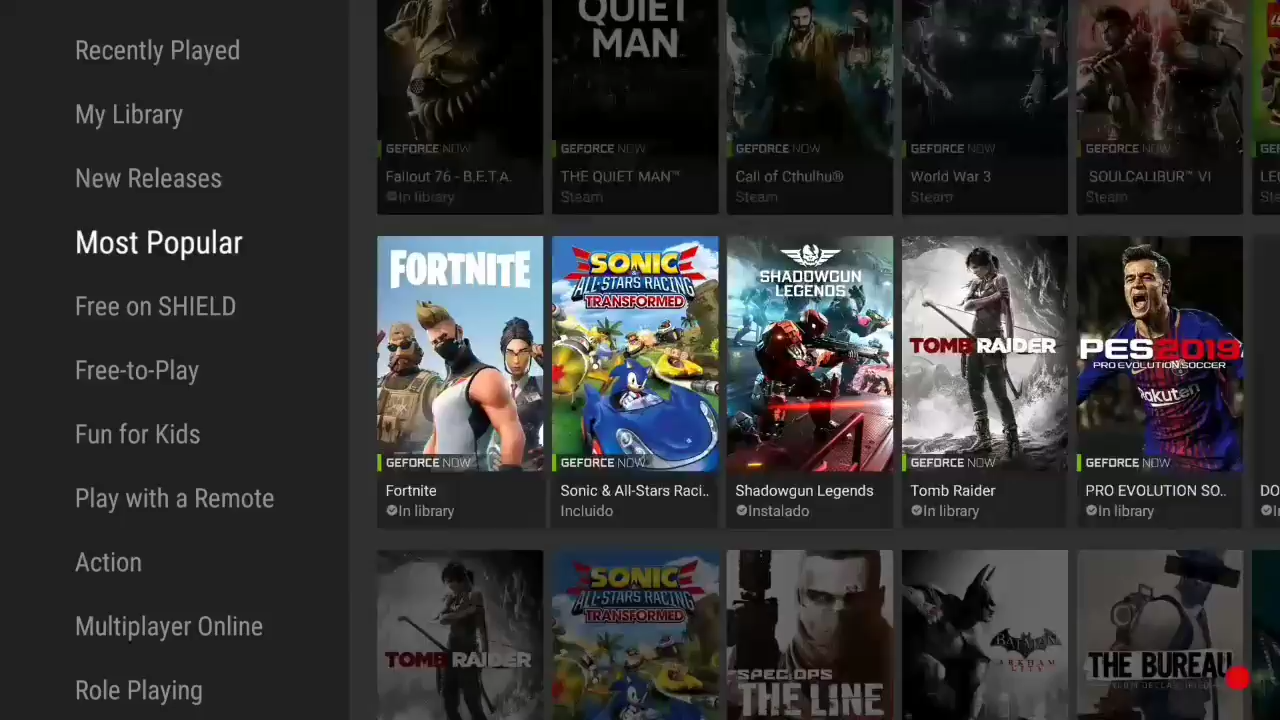 Recently Played
My Library
New Releases
Most Popular
Free on SHIELD
Free-to-Play
Fun for Kids
Play with a Remote
Action
Multiplayer Online
Role Playing
QUIET
MAN
GEFORCE NOW
Fallout 76 - B.E.T.A.
In library
GEFORCE NOW
THE QUIET MAN™
Steam
GEFORCE NOW
Call of Cthulhu®
Steam
GEFORCE NOW
World War 3
Steam
GEFORCE NOW
SOULCALIBUR™ VI
Steam
FORTNITE
GEFORCE NOW
Fortnite
In library
SONIC
&
ALL-STARS RACING
TRANSFORMED
GEFORCE NOW
Sonic & All-Stars Raci..
Incluido
SHADOWGUN
LEGENDS
Shadowgun Legends
Instalado
TOMB RAIDER
GEFORCE NOW
Tomb Raider
In library
PES 2019
PRO EVOLUTION SOCCER
Rakuten
GEFORCE NOW
PRO EVOLUTION SO..
In library
DO
TOMB RAIDER
SONIC
ALL-STARS RACING
TRANSFORMED
SPEC OPS
THE LINE
BATMAN
ARKHAM
CITY
THE BUREAU